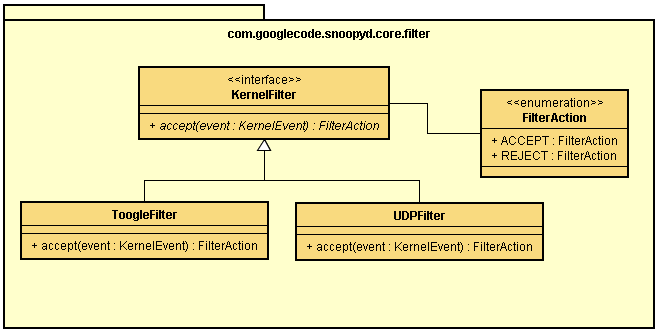 com.googlecode.snoopyd.core.filter
<<interface>>
KernelFilter
+ accept(event : KernelEvent) : FilterAction
<<enumeration>>
FilterAction
+ ACCEPT : FilterAction
+ REJECT : FilterAction
ToogleFilter
+ accept(event : KernelEvent) : FilterAction
UDPFilter
+ accept(event : KernelEvent) : FilterAction